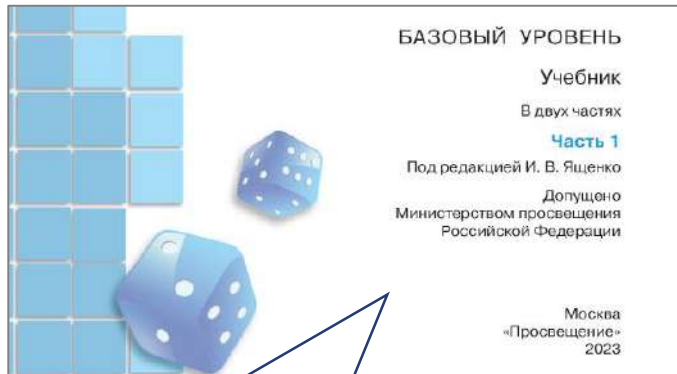 БАЗОВЫЙ УРОВЕНЬ
Учебник
В двух частях
Часть 1
Под редакцией И. В. Ященко
Допущено
Министерством просвещения
Российской Федерации
Москва
«Просвещение»
2023